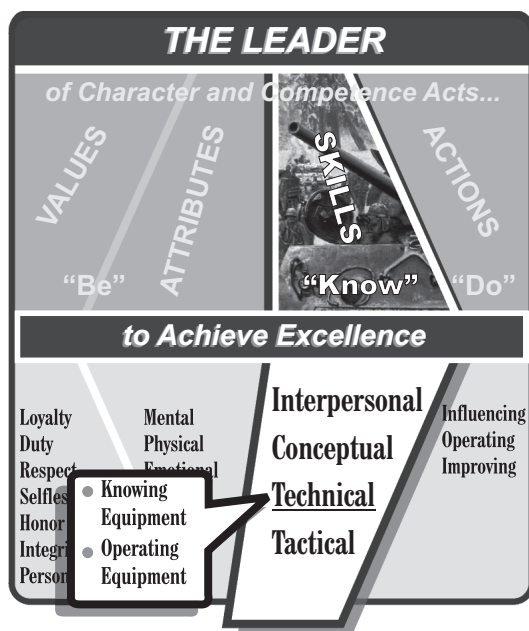 THE LEADER
of Character and Competence Acts...
VALUES
ATTRIBUTES
SKILLS
ACTIONS
“Be”
“Know”
“Do”
to Achieve Excellence
Loyalty
Duty
Respect
Honor
Mental
Physical
Emotional
Interpersonal
Conceptual
Technical
Tactical
Influencing
Operating
Improving
• Knowing
Equipment
• Operating
Equipment